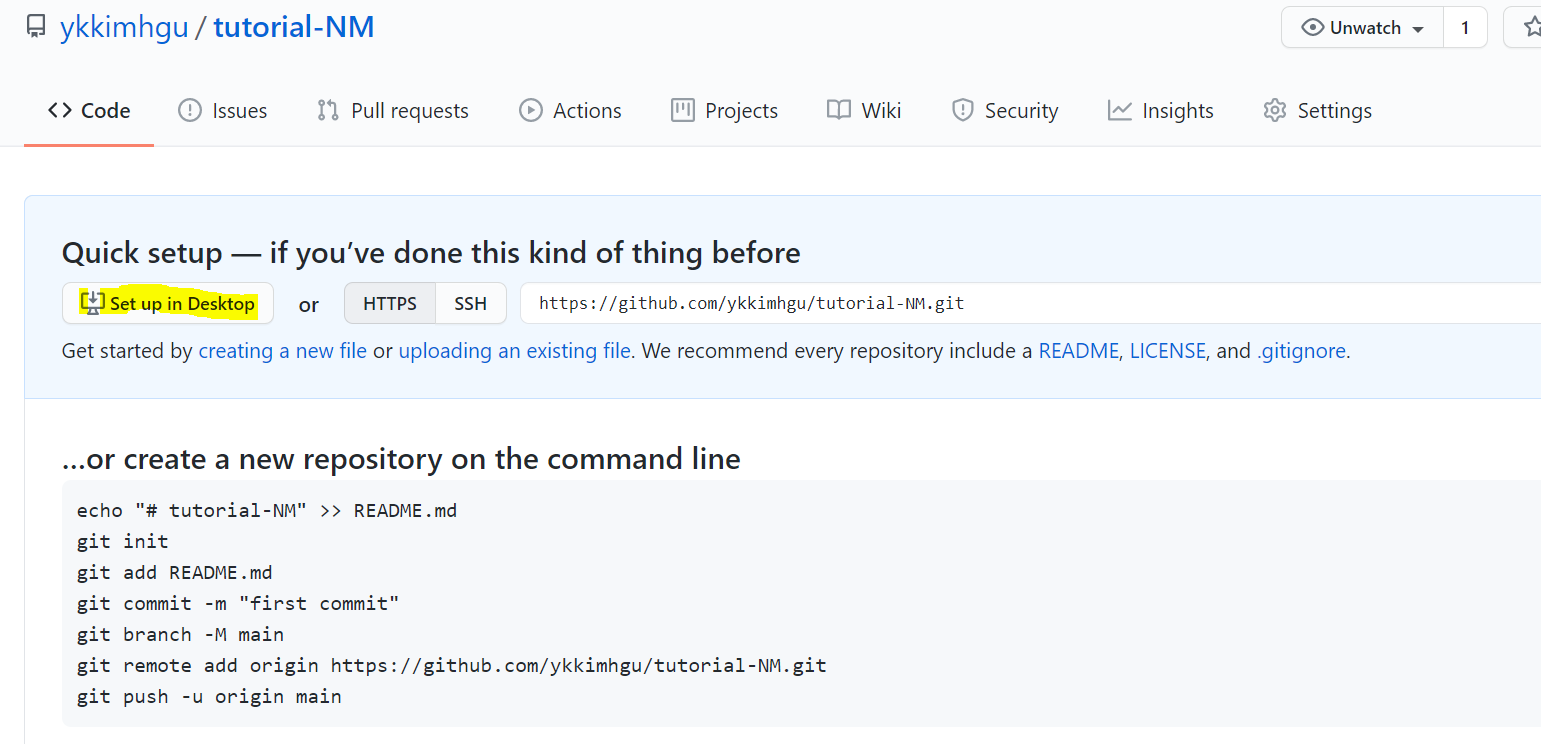 ykkimhgu / tutorial-NM
Unwatch 1
Code Issues Pull requests Actions Projects Wiki Security Insights Settings
Quick setup — if you’ve done this kind of thing before
Set up in Desktop or HTTPS SSH https://github.com/ykkimhgu/tutorial-NM.git
Get started by creating a new file or uploading an existing file. We recommend every repository include a README, LICENSE, and .gitignore.
…or create a new repository on the command line
echo "# tutorial-NM" >> README.md
git init
git add README.md
git commit -m "first commit"
git branch -M main
git remote add origin https://github.com/ykkimhgu/tutorial-NM.git
git push -u origin main